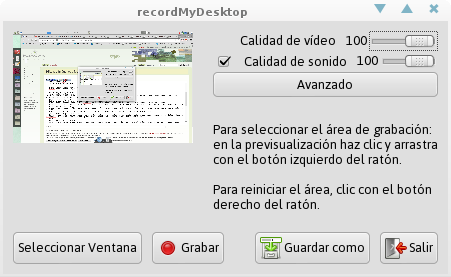 recordMyDesktop
Calidad de vídeo 100
Calidad de sonido 100
Avanzado
Para seleccionar el área de grabación:
en la previsualización haz clic y arrastra
con el botón izquierdo del ratón.
Para reiniciar el área, clic con el botón
derecho del ratón.
Seleccionar Ventana
Grabar
Guardar como
Salir